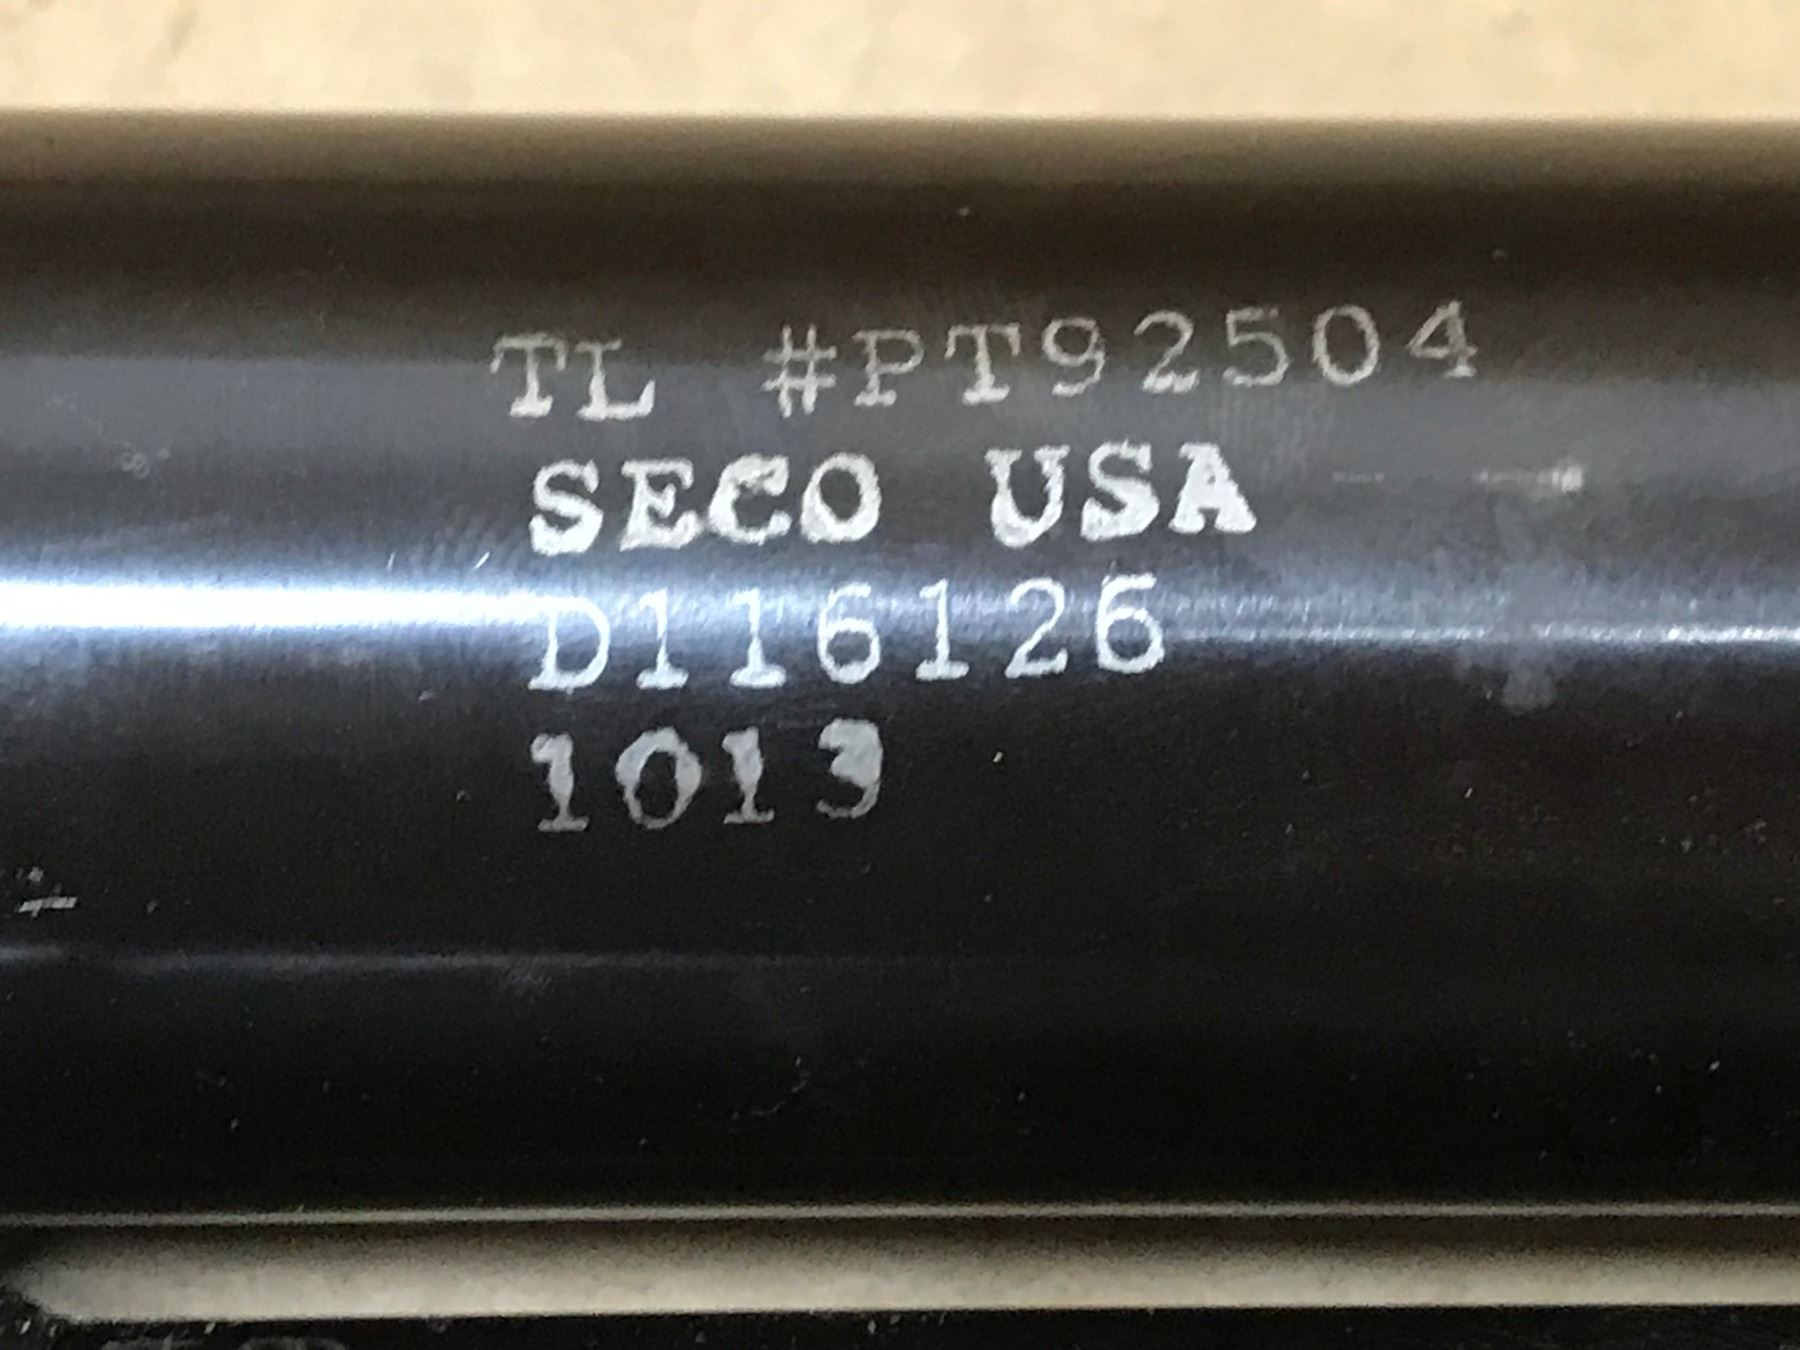 TL #PT92504
SECO USA
D116126
1013